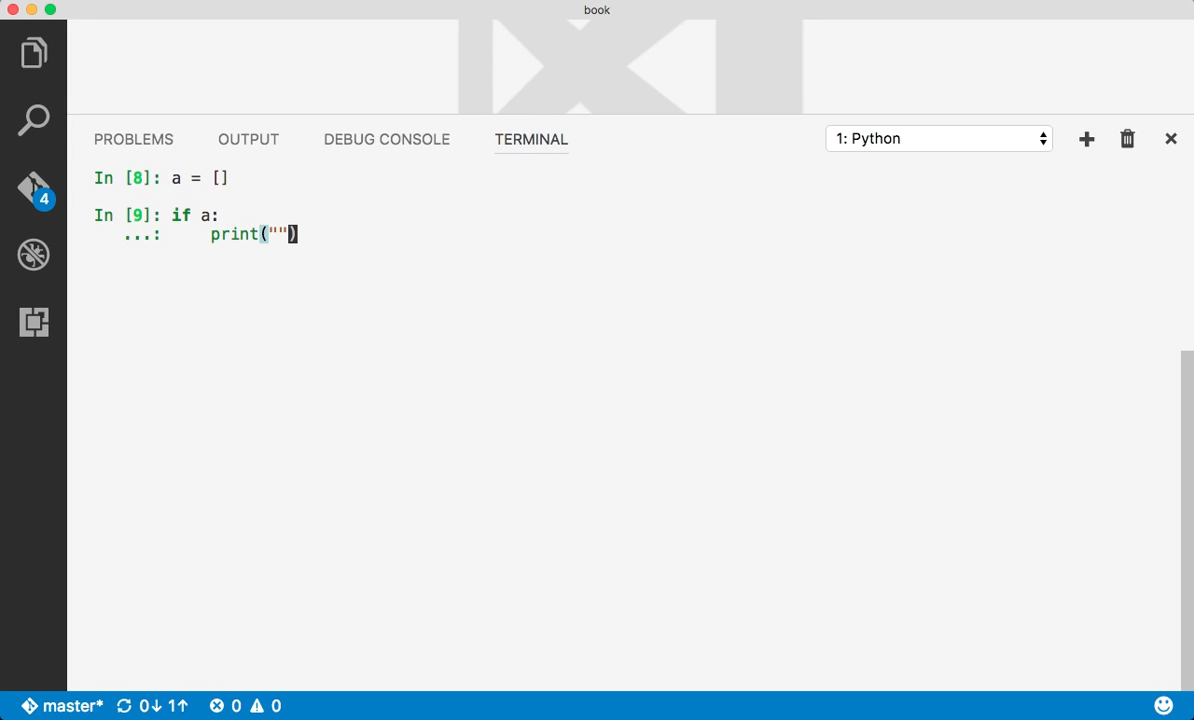 book
PROBLEMS OUTPUT DEBUG CONSOLE TERMINAL 1: Python
In [8]: a = []
4
In [9]: if a:
...: print("")
master* 0↓ 1↑ 0 0